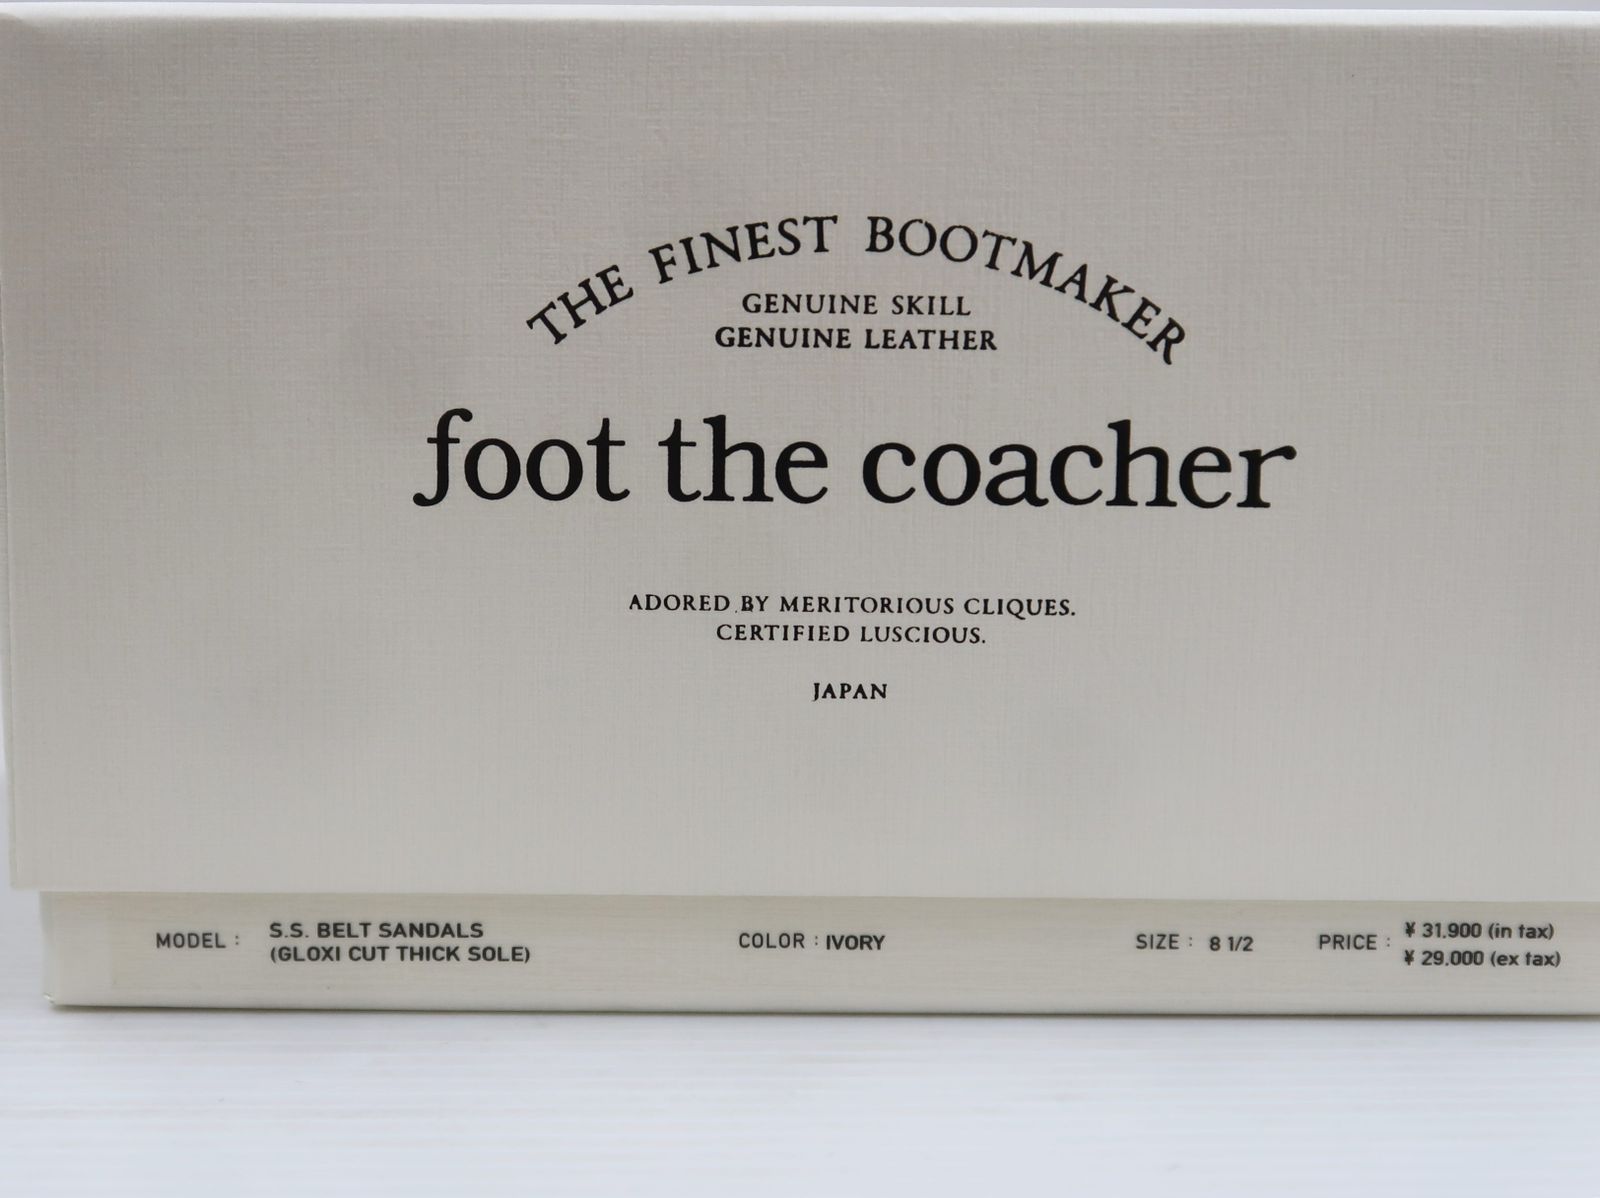 THE FINEST BOOTMAKER
GENUINE SKILL
GENUINE LEATHER
foot the coacher
ADORED BY MERITORIOUS CLIQUES.
CERTIFIED LUSCIOUS.
JAPAN
MODEL : S.S. BELT SANDALS
(GLOXI CUT THICK SOLE)
COLOR : IVORY
SIZE : 8 1/2
PRICE : ¥ 31,900 (in tax)
¥ 29,000 (ex tax)